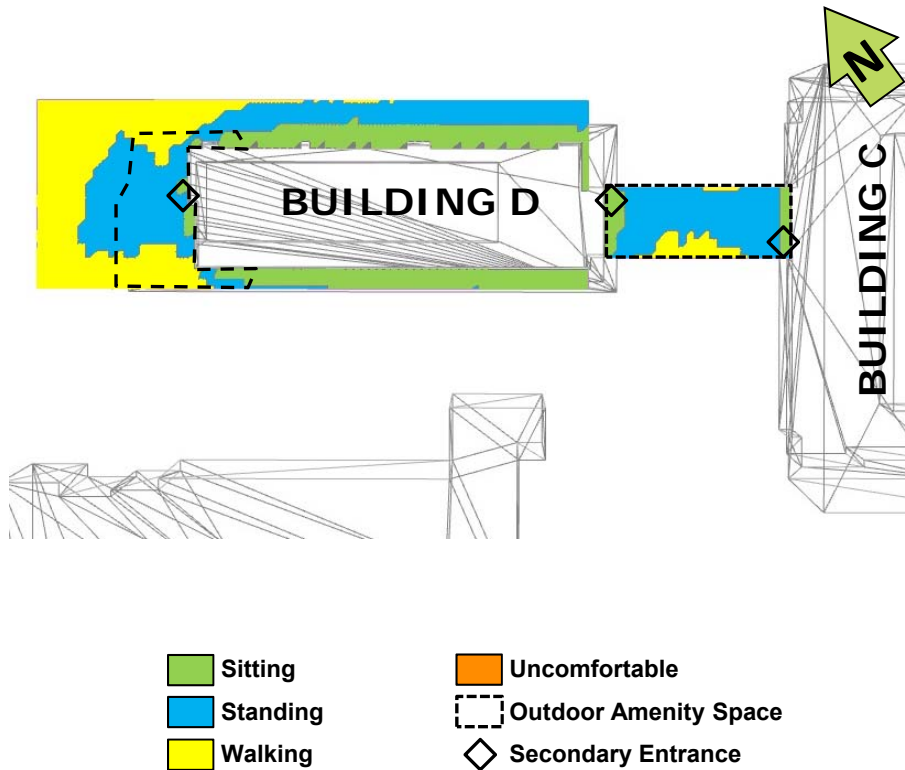 N
BUILDING D
BUILDING C
Sitting
Standing
Walking
Uncomfortable
Outdoor Amenity Space
Secondary Entrance